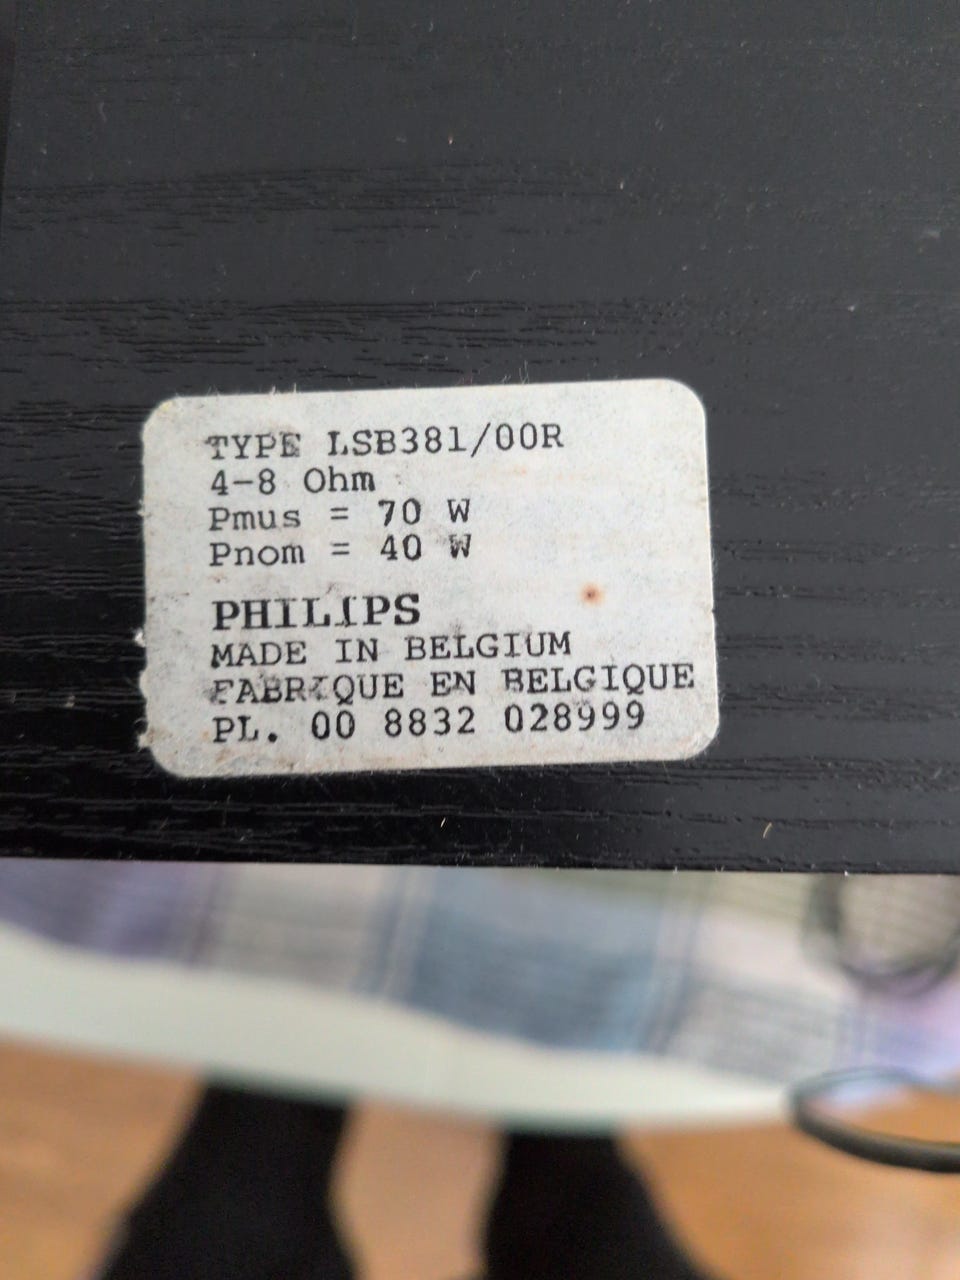 TYPE LSB381/00R
4-8 Ohm
Pmus = 70 W
Pnom = 40 W
PHILIPS
MADE IN BELGIUM
FABRIQUE EN BELGIQUE
PL. 00 8832 028999